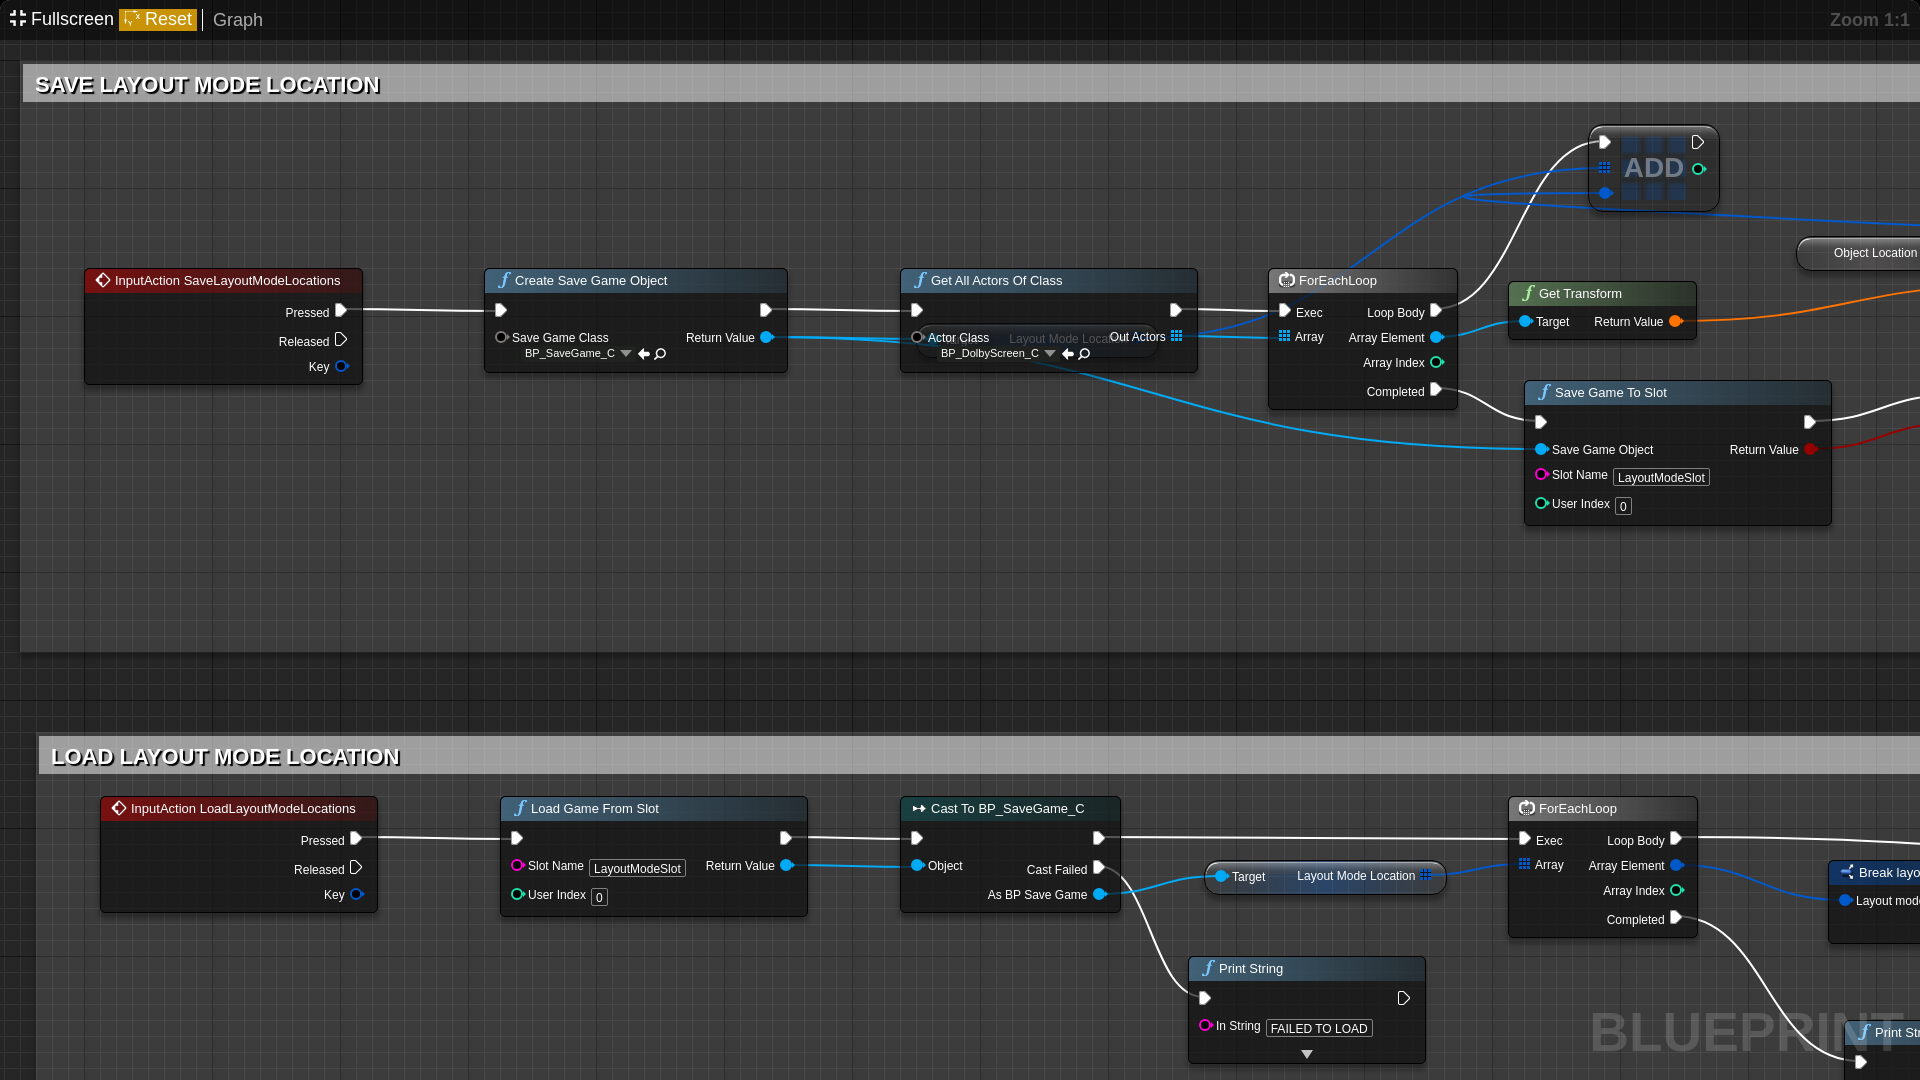 Fullscreen Reset Graph Zoom 1:1
SAVE LAYOUT MODE LOCATION
ADD
Object Location
InputAction SaveLayoutModeLocations
Pressed
Released
Key
Create Save Game Object
Save Game Class
BP_SaveGame_C
Return Value
Get All Actors Of Class
Actor Class
BP_DolbyScreen_C
Layout Mode Location
Out Actors
ForEachLoop
Exec
Array
Loop Body
Array Element
Array Index
Completed
Get Transform
Target
Return Value
Save Game To Slot
Save Game Object
Return Value
Slot Name LayoutModeSlot
User Index 0
LOAD LAYOUT MODE LOCATION
InputAction LoadLayoutModeLocations
Pressed
Released
Key
Load Game From Slot
Slot Name LayoutModeSlot
Return Value
User Index 0
Cast To BP_SaveGame_C
Object
Cast Failed
As BP Save Game
Target Layout Mode Location
ForEachLoop
Exec
Array
Loop Body
Array Element
Array Index
Completed
Break layo
Layout mode
Print String
In String FAILED TO LOAD
BLUEPRINT
Print Str